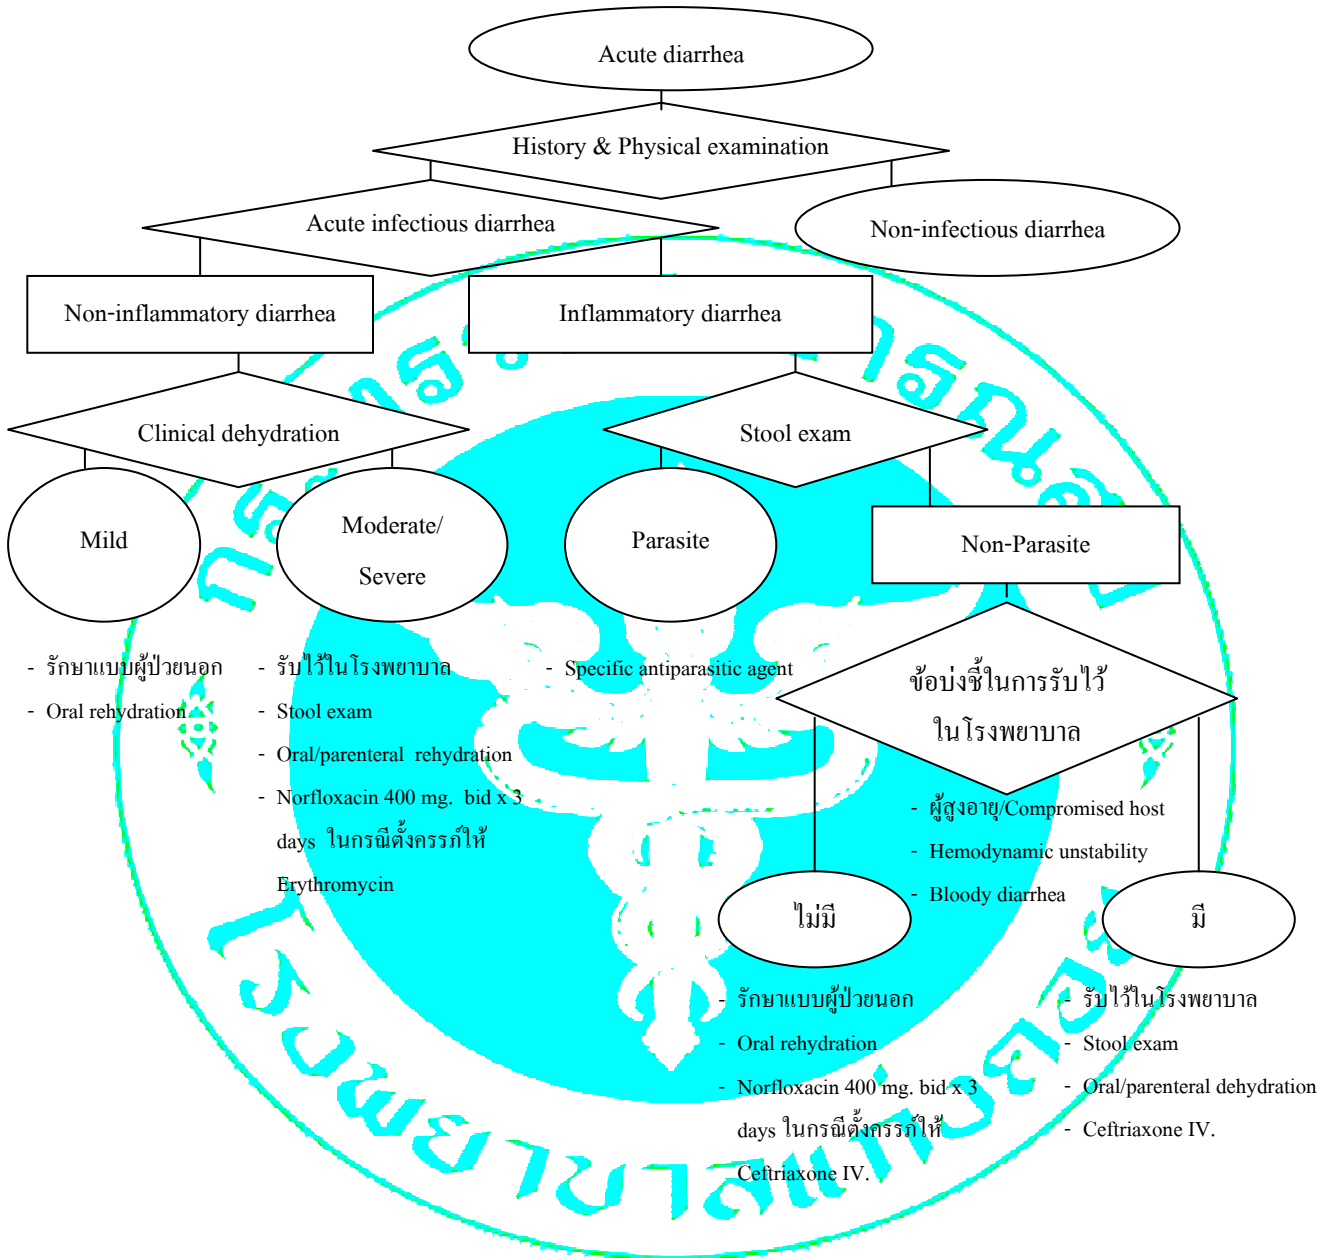 Acute diarrhea
History & Physical examination
Acute infectious diarrhea
Non-infectious diarrhea
Non-inflammatory diarrhea
Inflammatory diarrhea
Clinical dehydration
Stool exam
Mild
Moderate/
Severe
Parasite
Non-Parasite
- รักษาแบบผู้ป่วยนอก
- Oral rehydration
- รับไว้ในโรงพยาบาล
- Stool exam
- Oral/parenteral rehydration
- Norfloxacin 400 mg. bid x 3
days ในกรณีตั้งครรภ์ให้
Erythromycin
- Specific antiparasitic agent
ข้อบ่งชี้ในการรับไว้
ในโรงพยาบาล
- ผู้สูงอายุ/Compromised host
- Hemodynamic unstability
- Bloody diarrhea
ไม่มี
มี
- รักษาแบบผู้ป่วยนอก
- Oral rehydration
- Norfloxacin 400 mg. bid x 3
days ในกรณีตั้งครรภ์ให้
Ceftriaxone IV.
- รับไว้ในโรงพยาบาล
- Stool exam
- Oral/parenteral dehydration
- Ceftriaxone IV.